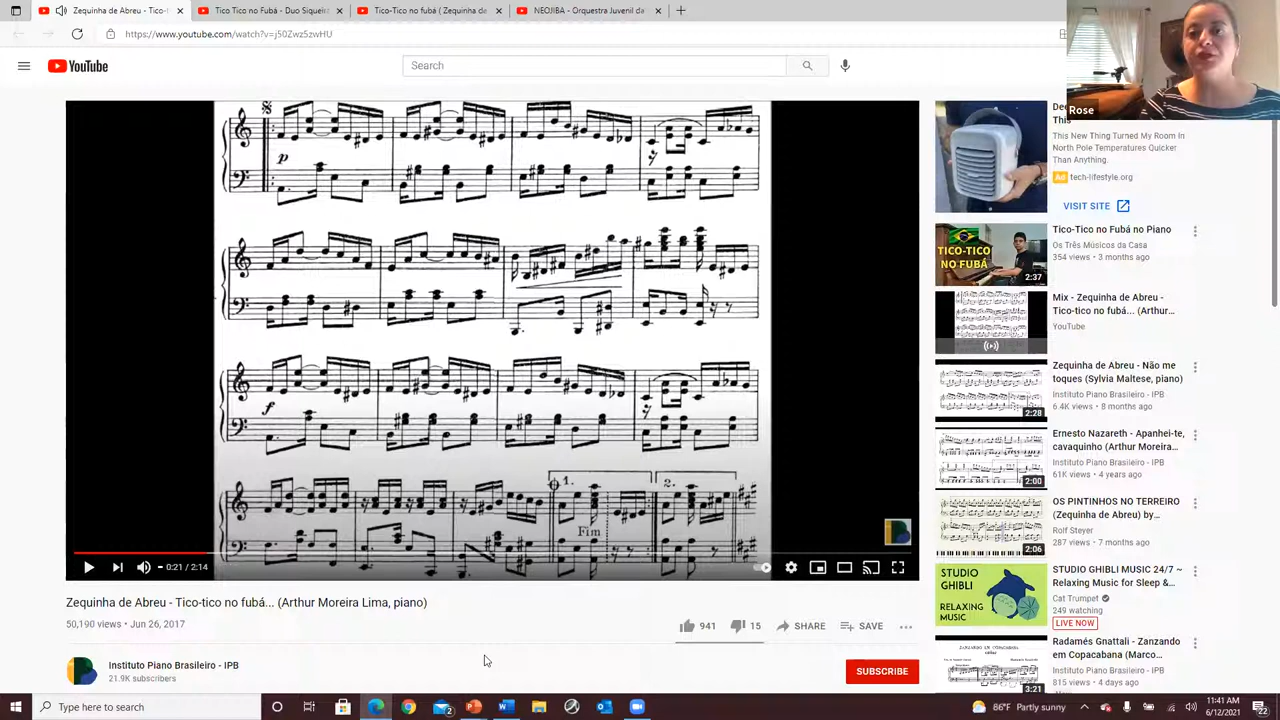 Zequinha de Abreu - Tico-t
Tico Tico no Fubá - Duo Siqueira
Tico-Tico no fubá ( Zequinha de
NEOJIBA - Orquestra Juvenil da
https://www.youtube.com/watch?v=j50Zwz5zwHU
YouTube
Search
Rose
De
This
This New Thing Turned My Room In
North Pole Temperatures Quicker
Than Anything.
Ad tech-lifestyle.org
VISIT SITE
TICO-TICO
NO FUBÁ
2:37
Tico-Tico no Fubá no Piano
Os Três Músicos da Casa
354 views • 3 months ago
Mix - Zequinha de Abreu -
Tico-tico no fubá... (Arthur...
YouTube
2:28
Zequinha de Abreu - Não me
toques (Sylvia Maltese, piano)
Instituto Piano Brasileiro - IPB
6.4K views • 8 months ago
2:00
Ernesto Nazareth - Apanhei-te,
cavaquinho (Arthur Moreira...
Instituto Piano Brasileiro - IPB
61K views • 4 years ago
2:06
OS PINTINHOS NO TERREIRO
(Zequinha de Abreu) by...
Rolf Steyer
287 views • 7 months ago
STUDIO
GHIBLI
RELAXING
MUSIC
STUDIO GHIBLI MUSIC 24/7 ~
Relaxing Music for Sleep &...
Cat Trumpet
249 watching
LIVE NOW
3:21
Radamés Gnattali - Zanzando
em Copacabana (Marco...
Instituto Piano Brasileiro - IPB
815 views • 4 days ago
p
f
1.
2.
Fim
0:21 / 2:14
Zequinha de Abreu - Tico-tico no fubá... (Arthur Moreira Lima, piano)
50,190 views • Jun 26, 2017
941
15
SHARE
SAVE
Instituto Piano Brasileiro - IPB
21.9K subscribers
SUBSCRIBE
Type here to search
86°F Partly sunny
11:41 AM
6/12/2021
22